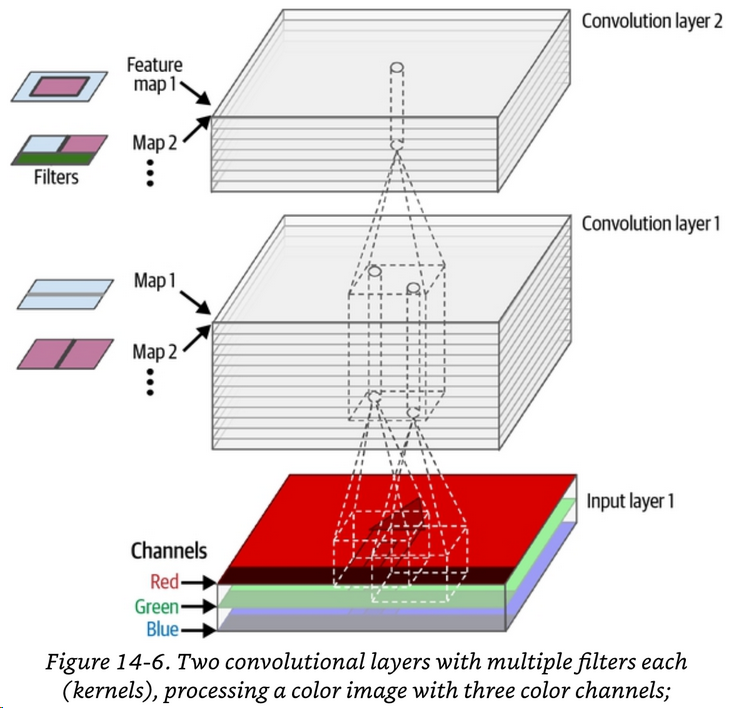 Convolution layer 2
Feature
map 1
Map 2
Filters
Convolution layer 1
Map 1
Map 2
Input layer 1
Channels
Red
Green
Blue
Figure 14-6. Two convolutional layers with multiple filters each
(kernels), processing a color image with three color channels;